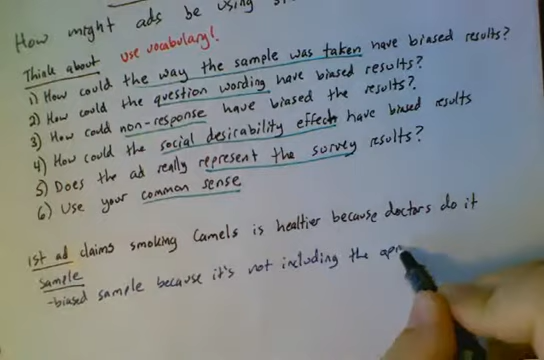 How might ads be using
Think about use vocabulary!
1) How could the way the sample was taken have biased results?
2) How could the question wording have biased results?
3) How could non-response have biased the results?
4) How could the social desirability effect have biased results
5) Does the ad really represent the survey results?
6) Use your common sense
1st ad claims smoking Camels is healtier because doctors do it
Sample
-biased sample because it's not including the